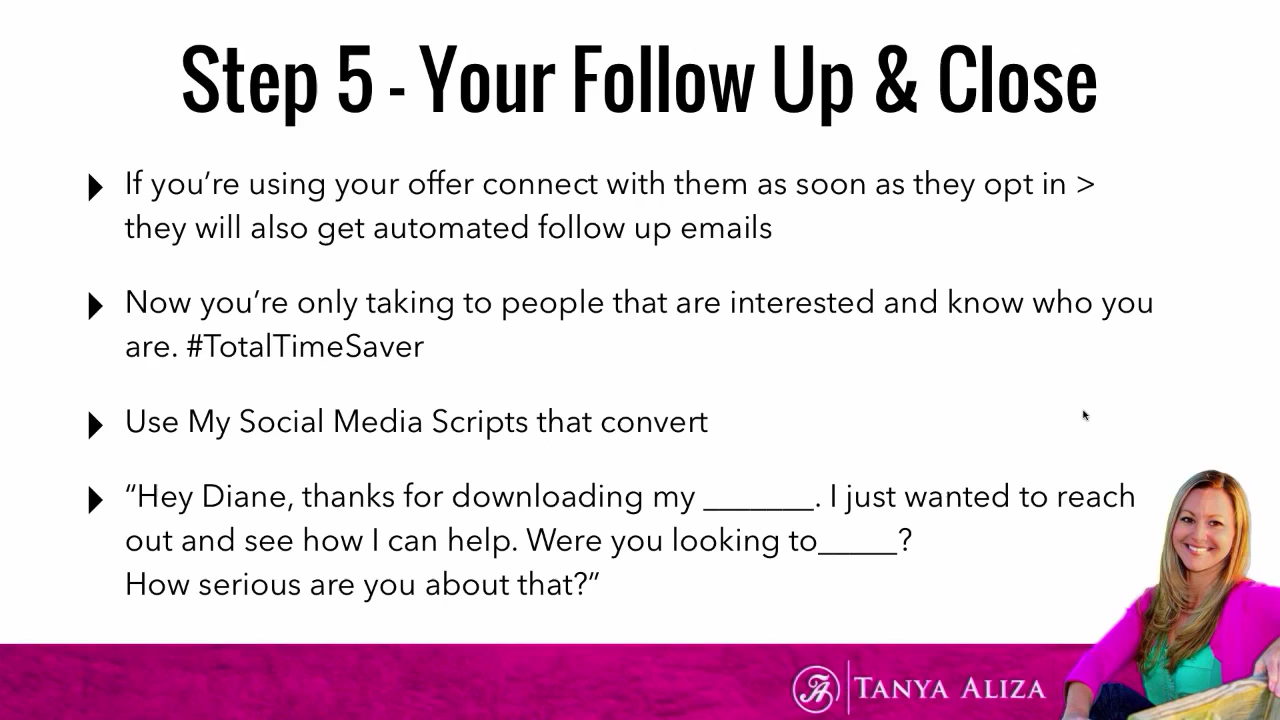 Step 5 - Your Follow Up & Close
If you’re using your offer connect with them as soon as they opt in >
they will also get automated follow up emails
Now you’re only taking to people that are interested and know who you
are. #TotalTimeSaver
Use My Social Media Scripts that convert
“Hey Diane, thanks for downloading my _______. I just wanted to reach
out and see how I can help. Were you looking to_____?
How serious are you about that?”
TANYA ALIZA